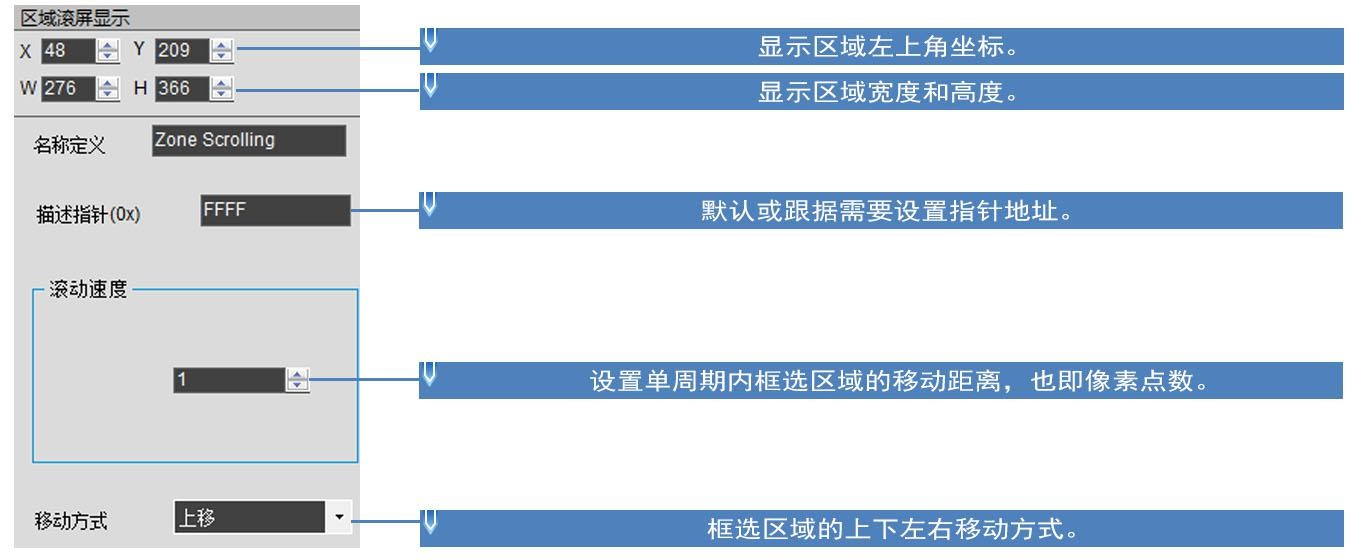 区域滚屏显示
X 48 Y 209
显示区域左上角坐标。
W 276 H 366
显示区域宽度和高度。
名称定义 Zone Scrolling
描述指针(0x) FFFF
默认或跟据需要设置指针地址。
滚动速度
1
设置单周期内框选区域的移动距离，也即像素点数。
移动方式 上移
框选区域的上下左右移动方式。